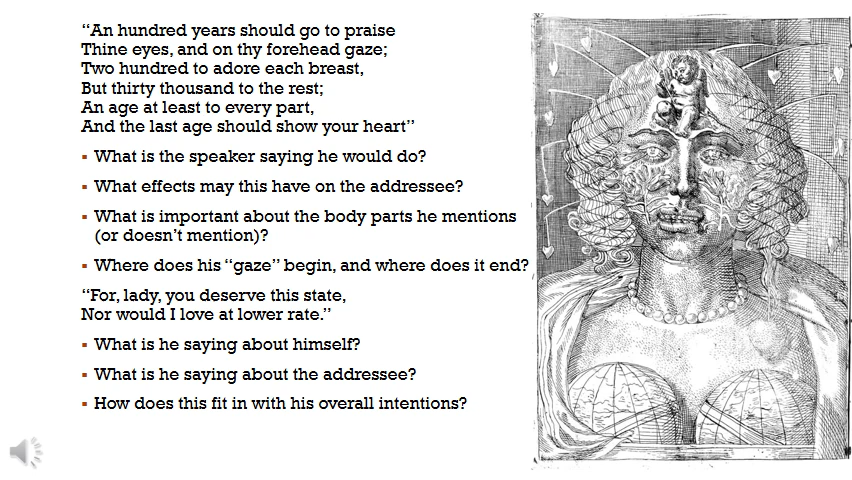 “An hundred years should go to praise
Thine eyes, and on thy forehead gaze;
Two hundred to adore each breast,
But thirty thousand to the rest;
An age at least to every part,
And the last age should show your heart”
▪ What is the speaker saying he would do?
▪ What effects may this have on the addressee?
▪ What is important about the body parts he mentions
(or doesn’t mention)?
▪ Where does his “gaze” begin, and where does it end?
“For, lady, you deserve this state,
Nor would I love at lower rate.”
▪ What is he saying about himself?
▪ What is he saying about the addressee?
▪ How does this fit in with his overall intentions?